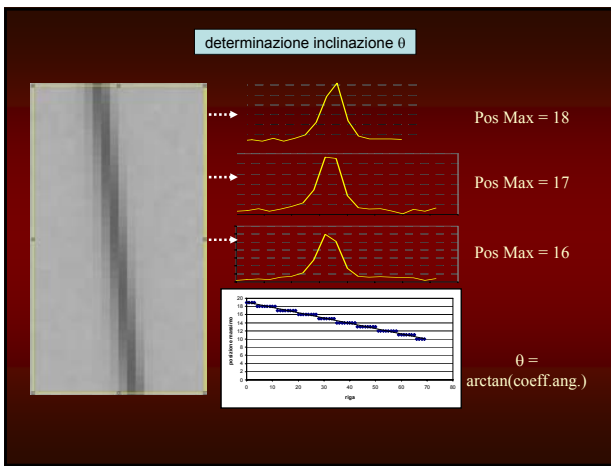 determinazione inclinazione θ
Pos Max = 18
Pos Max = 17
Pos Max = 16
posizione massimo
20
18
16
14
12
10
8
6
4
2
0
0 10 20 30 40 50 60 70 80
riga
θ =
arctan(coeff.ang.)